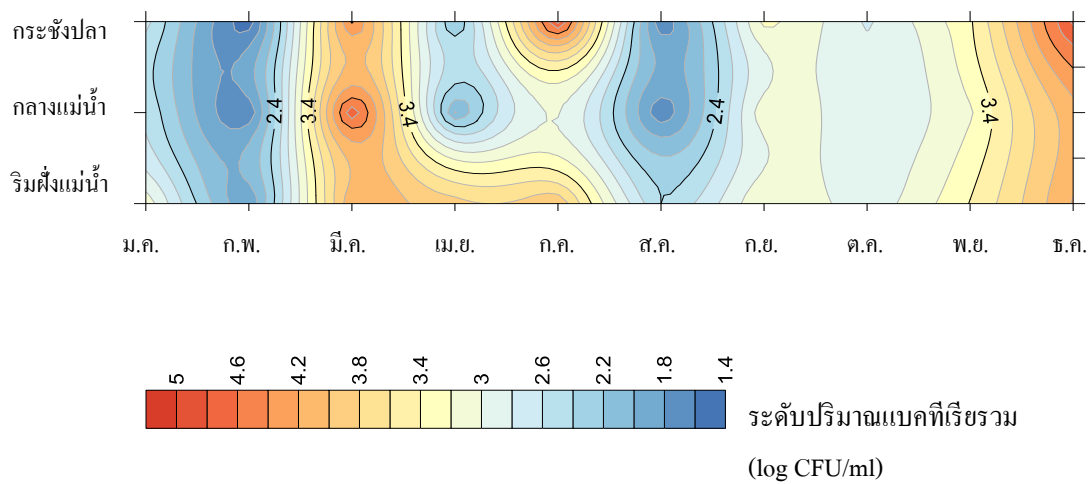 กระชังปลา
กลางแม่น้ำ
ริมฝั่งแม่น้ำ
2.4
3.4
3.4
2.4
3.4
ม.ค. ก.พ. มี.ค. เม.ย. ก.ค. ส.ค. ก.ย. ต.ค. พ.ย. ธ.ค.
5 4.6 4.2 3.8 3.4 3 2.6 2.2 1.8 1.4
ระดับปริมาณแบคทีเรียรวม
(log CFU/ml)